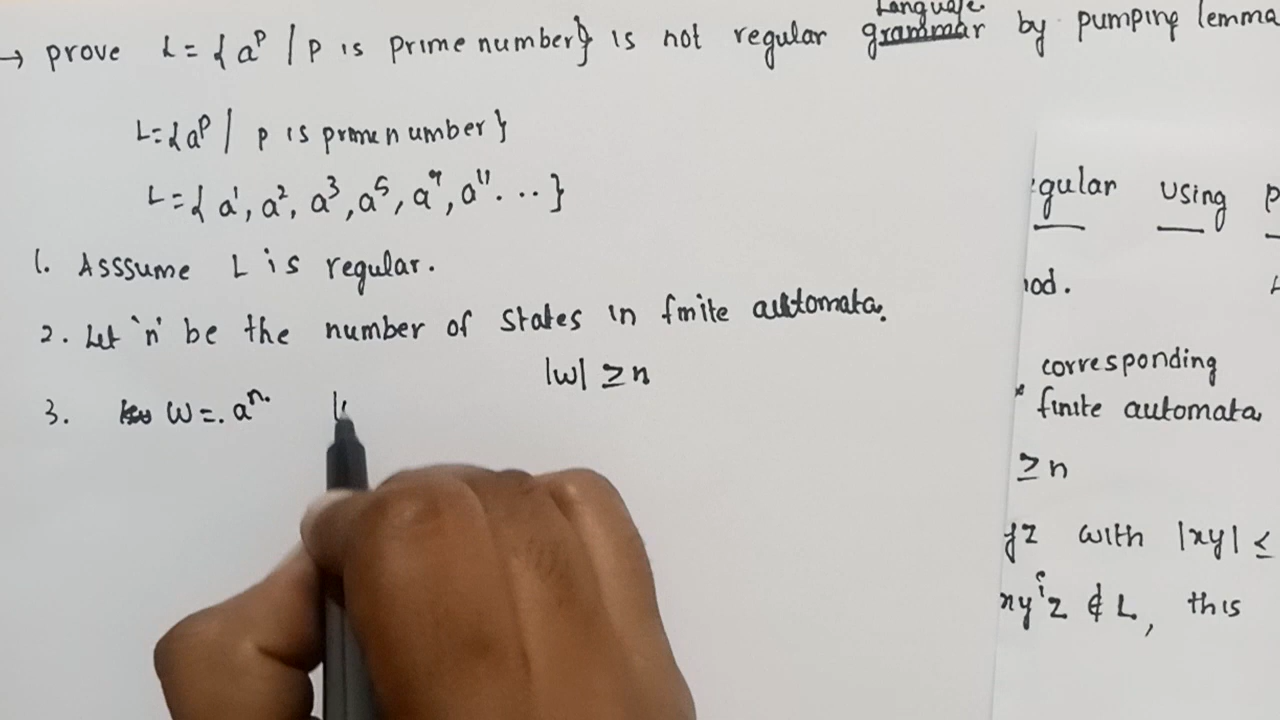 Language
→ prove L = { a^p | p is prime number} is not regular grammar by pumping lemma
L={a^p | p is prime number}
L={ a^1, a^2, a^3, a^5, a^7, a^11 . .. }
1. Asssume L is regular.
2. Let 'n' be the number of states in finite automata.
|w| ≥ n
3. w = a^n.
gular using p
od.
corresponding
finite automata
≥ n
yz with |xy| ≤
xy^i z ∉ L, this